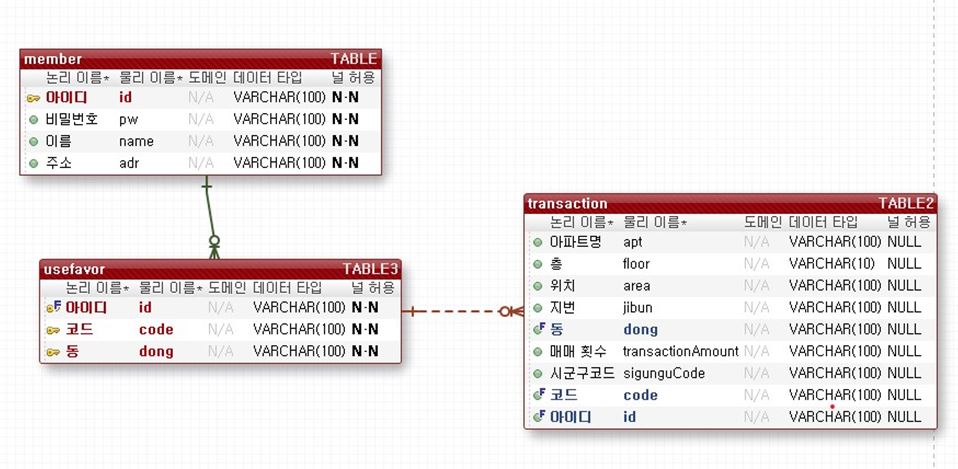 member TABLE
논리 이름* 물리 이름* 도메인 데이터 타입 널 허용
아이디 id N/A VARCHAR(100) N·N
비밀번호 pw N/A VARCHAR(100) N·N
이름 name N/A VARCHAR(100) N·N
주소 adr N/A VARCHAR(100) N·N
usefavor TABLE3
논리 이름* 물리 이름* 도메인 데이터 타입 널 허용
F 아이디 id N/A VARCHAR(100) N·N
코드 code N/A VARCHAR(100) N·N
동 dong N/A VARCHAR(100) N·N
transaction TABLE2
논리 이름* 물리 이름* 도메인 데이터 타입 널 허용
아파트명 apt N/A VARCHAR(100) NULL
층 floor N/A VARCHAR(10) NULL
위치 area N/A VARCHAR(100) NULL
지번 jibun N/A VARCHAR(100) NULL
F 동 dong N/A VARCHAR(100) NULL
매매 횟수 transactionAmount N/A VARCHAR(100) NULL
시군구코드 sigunguCode N/A VARCHAR(100) NULL
F 코드 code N/A VARCHAR(100) NULL
F 아이디 id N/A VARCHAR(100) NULL